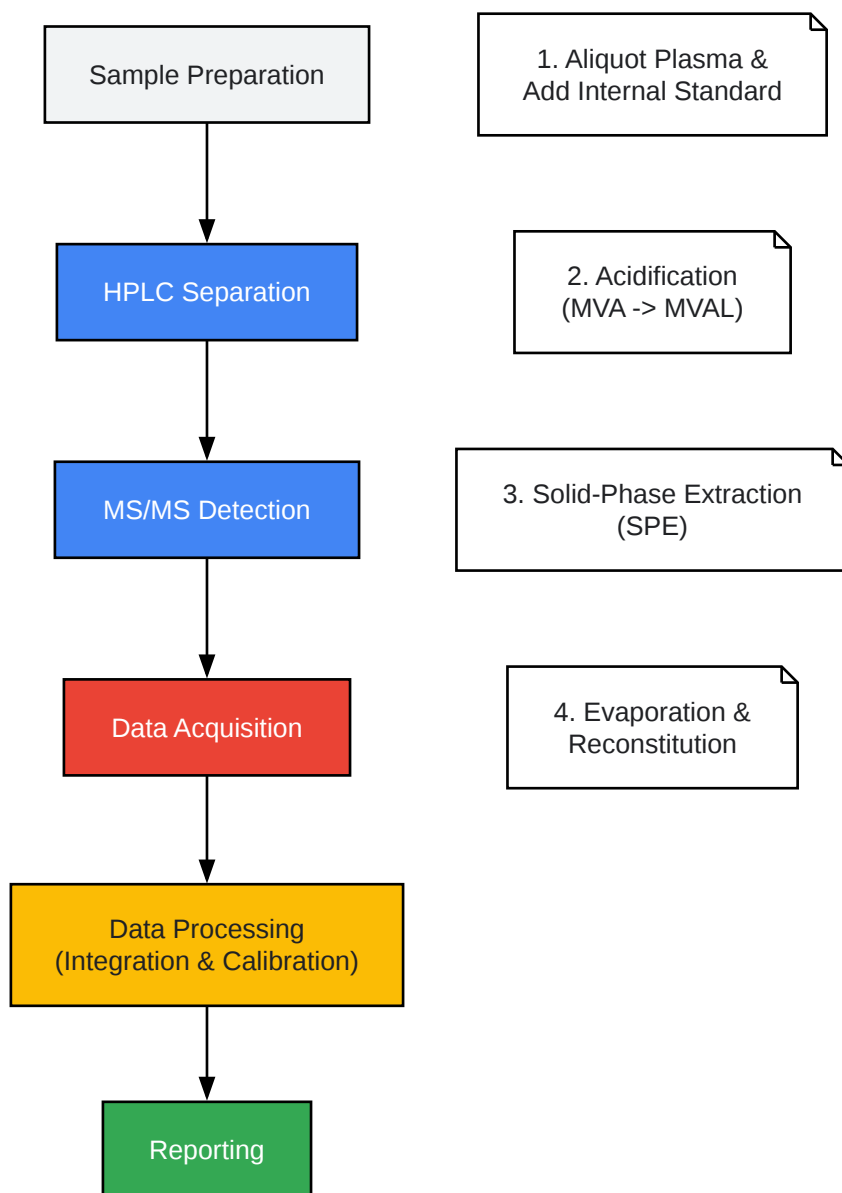 Sample Preparation
1. Aliquot Plasma &
Add Internal Standard
HPLC Separation
2. Acidification
(MVA -> MVAL)
MS/MS Detection
3. Solid-Phase Extraction
(SPE)
Data Acquisition
4. Evaporation &
Reconstitution
Data Processing
(Integration & Calibration)
Reporting